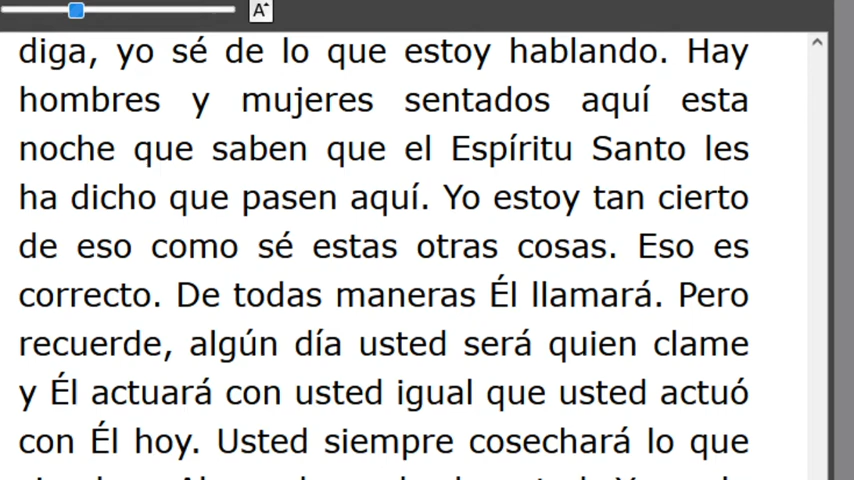 A
diga, yo sé de lo que estoy hablando. Hay
hombres y mujeres sentados aquí esta
noche que saben que el Espíritu Santo les
ha dicho que pasen aquí. Yo estoy tan cierto
de eso como sé estas otras cosas. Eso es
correcto. De todas maneras Él llamará. Pero
recuerde, algún día usted será quien clame
y Él actuará con usted igual que usted actuó
con Él hoy. Usted siempre cosechará lo que